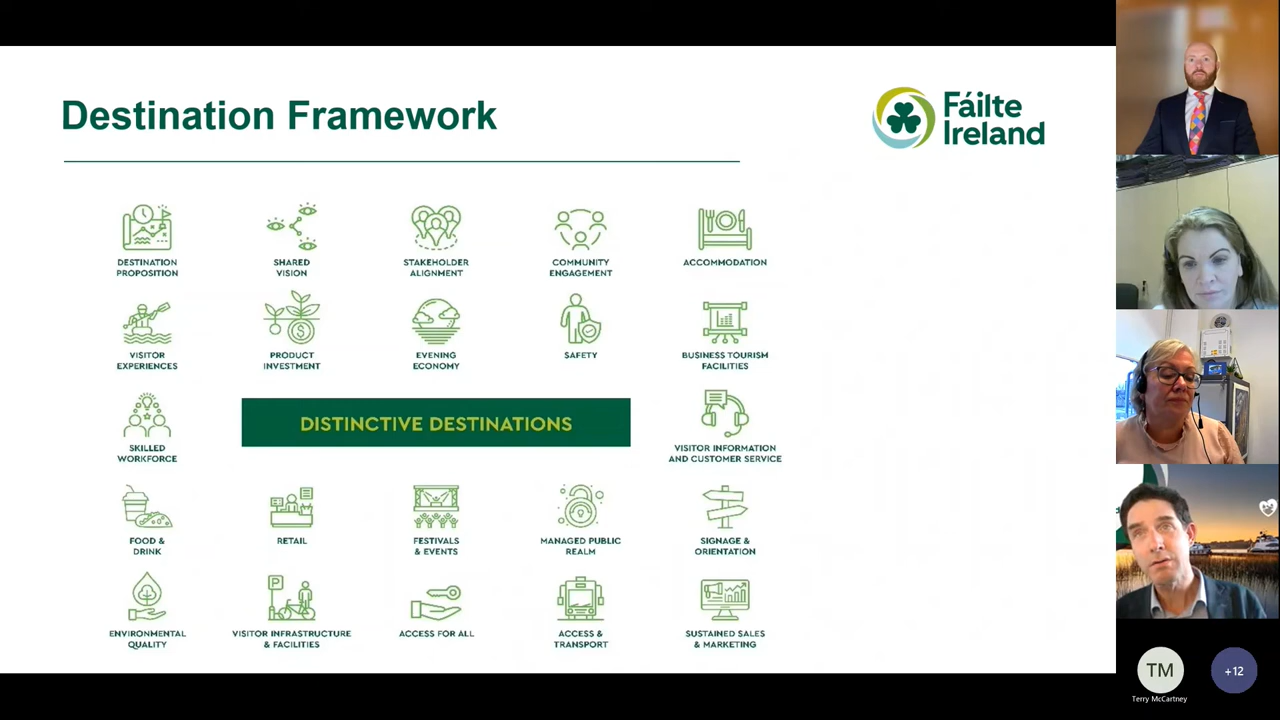 Destination Framework
Fáilte
Ireland
DESTINATION
PROPOSITION
SHARED
VISION
STAKEHOLDER
ALIGNMENT
COMMUNITY
ENGAGEMENT
ACCOMMODATION
VISITOR
EXPERIENCES
PRODUCT
INVESTMENT
EVENING
ECONOMY
SAFETY
BUSINESS TOURISM
FACILITIES
SKILLED
WORKFORCE
DISTINCTIVE DESTINATIONS
VISITOR INFORMATION
AND CUSTOMER SERVICE
FOOD &
DRINK
RETAIL
FESTIVALS
& EVENTS
MANAGED PUBLIC
REALM
SIGNAGE &
ORIENTATION
P
ENVIRONMENTAL
QUALITY
VISITOR INFRASTRUCTURE
& FACILITIES
ACCESS FOR ALL
ACCESS &
TRANSPORT
SUSTAINED SALES
& MARKETING
TM
+12
Terry McCartney